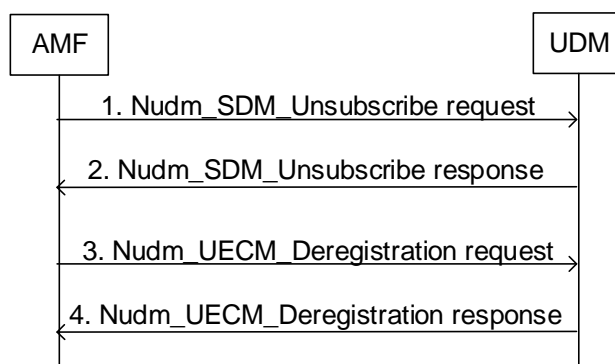 AMF
UDM
1. Nudm_SDM_Unsubscribe request
2. Nudm_SDM_Unsubscribe response
3. Nudm_UECM_Deregistration request
4. Nudm_UECM_Deregistration response